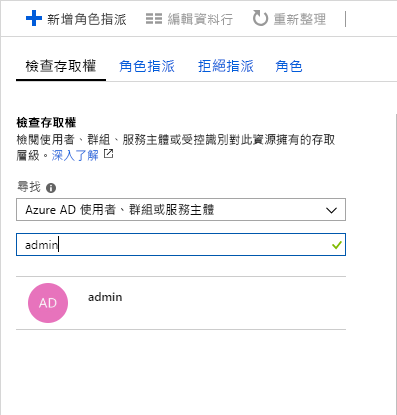 新增角色指派 編輯資料行 重新整理
檢查存取權 角色指派 拒絕指派 角色
檢查存取權
檢閱使用者、群組、服務主體或受控識別對此資源擁有的存取
層級。深入了解
尋找
Azure AD 使用者、群組或服務主體
admin
AD admin